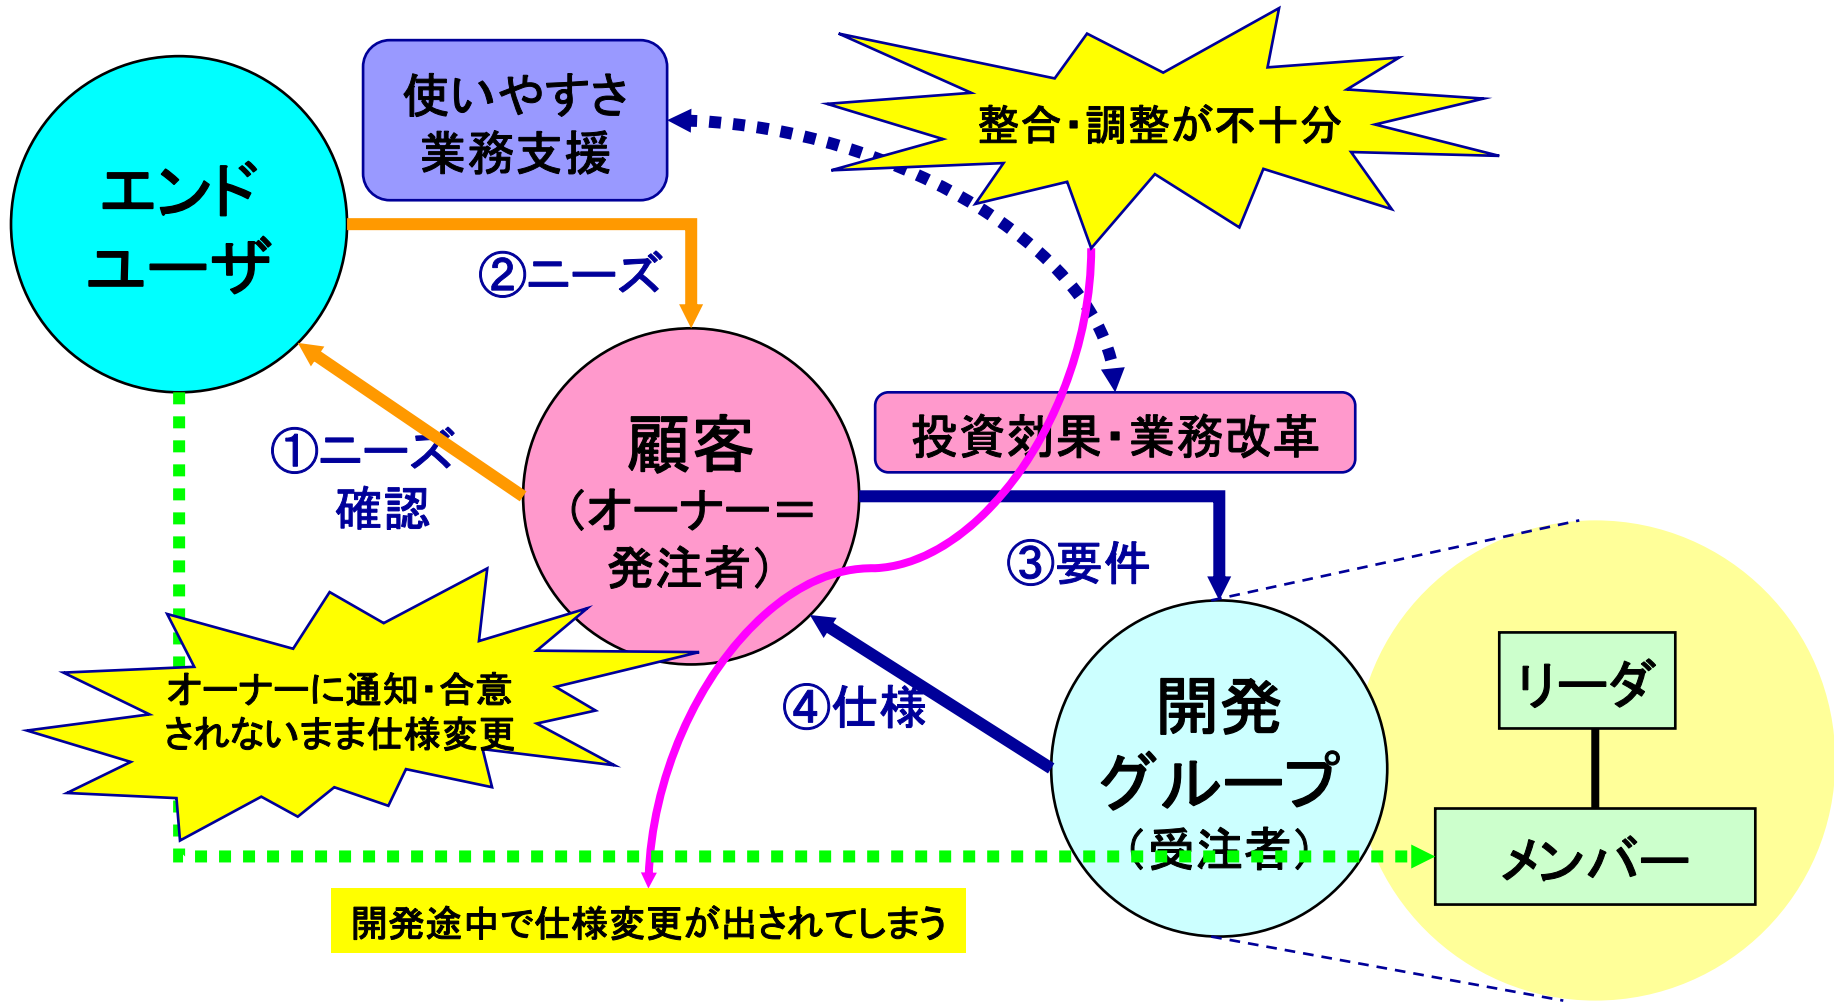 使いやすさ
業務支援
整合・調整が不十分
エンド
ユーザ
②ニーズ
①ニーズ
確認
顧客
(オーナー＝
発注者)
投資効果・業務改革
③要件
④仕様
オーナーに通知・合意
されないまま仕様変更
開発
グループ
(受注者)
リーダ
メンバー
開発途中で仕様変更が出されてしまう